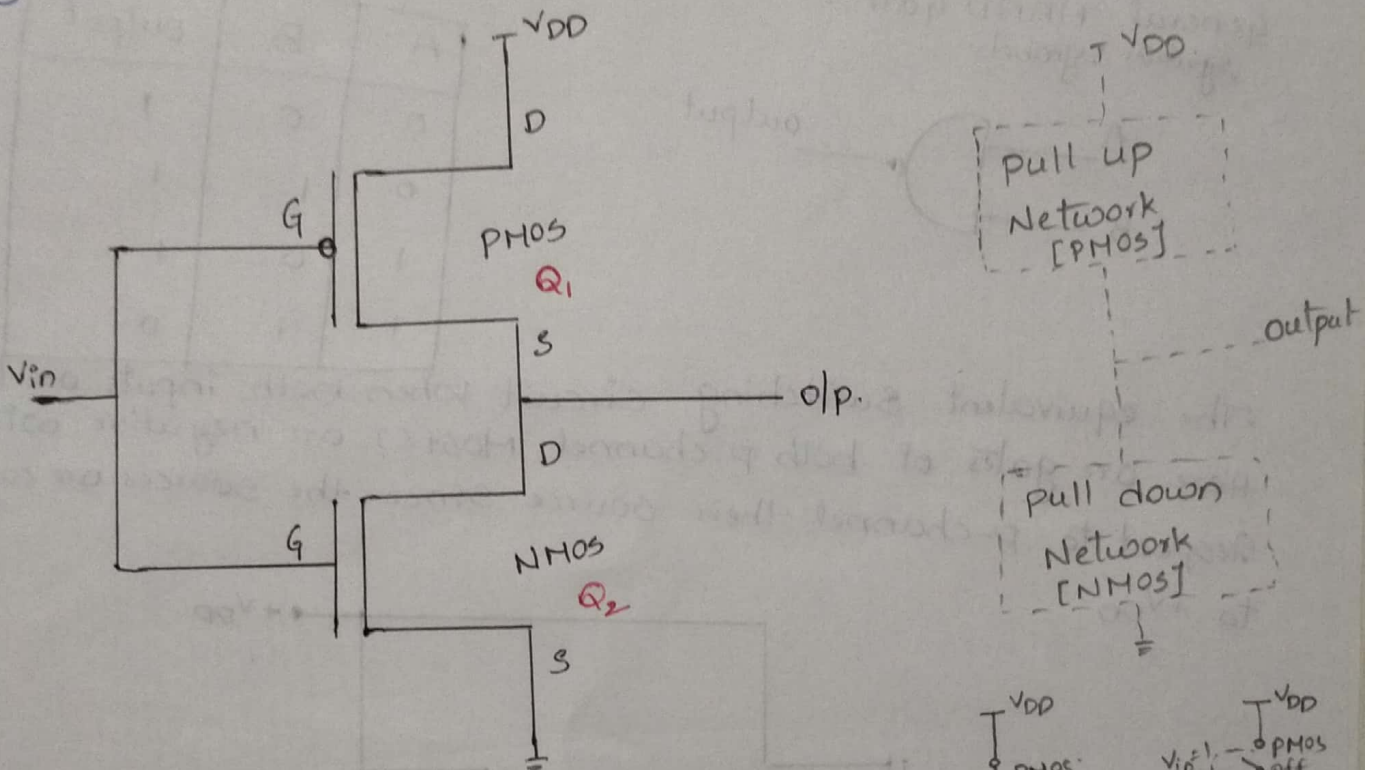 VDD
D
G
PMOS
Q1
S
Vin
o/p.
D
G
NMOS
Q2
S
VDD
pull up
Network
[PMOS]
output
pull down
Network
[NMOS]
VDD
VDD
PMOS
off